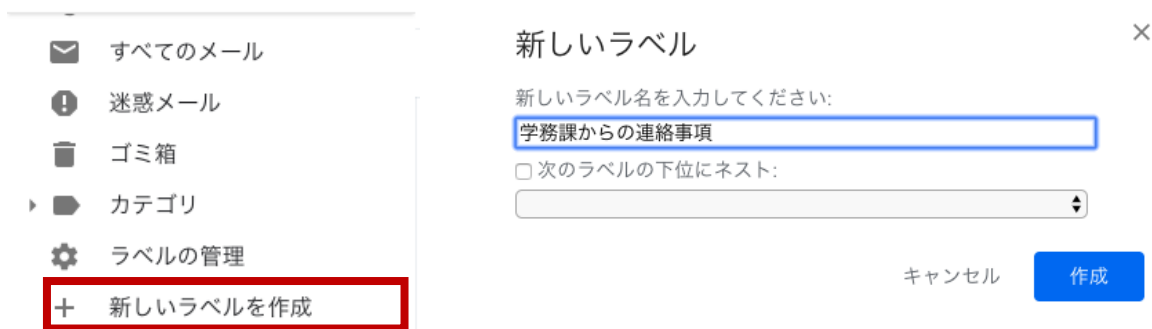 すべてのメール
迷惑メール
ゴミ箱
カテゴリ
ラベルの管理
新しいラベルを作成
新しいラベル
新しいラベル名を入力してください:
学務課からの連絡事項
次のラベルの下位にネスト:
キャンセル
作成